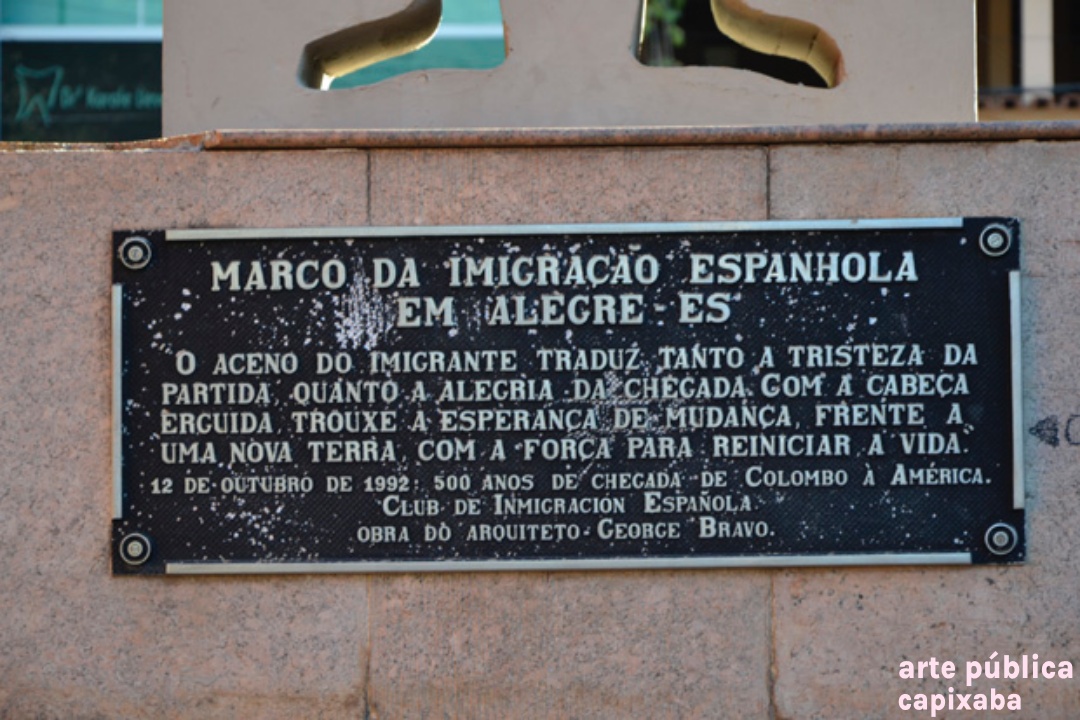 MARCO DA IMIGRAÇÃO ESPANHOLA
EM ALEGRE-ES
O ACENO DO IMIGRANTE TRADUZ TANTO A TRISTEZA DA
PARTIDA, QUANTO A ALEGRIA DA CHEGADA. COM A CABEÇA
ERGUIDA, TROUXE A ESPERANÇA DE MUDANÇA, FRENTE A
UMA NOVA TERRA, COM A FORÇA PARA REINICIAR A VIDA."
12 DE OUTUBRO DE 1992: 500 ANOS DE CHEGADA DE COLOMBO À AMÉRICA.
CLUB DE INMIGRACIÓN ESPAÑOLA.
OBRA DO ARQUITETO-GEORGE BRAVO.
arte pública
capixaba